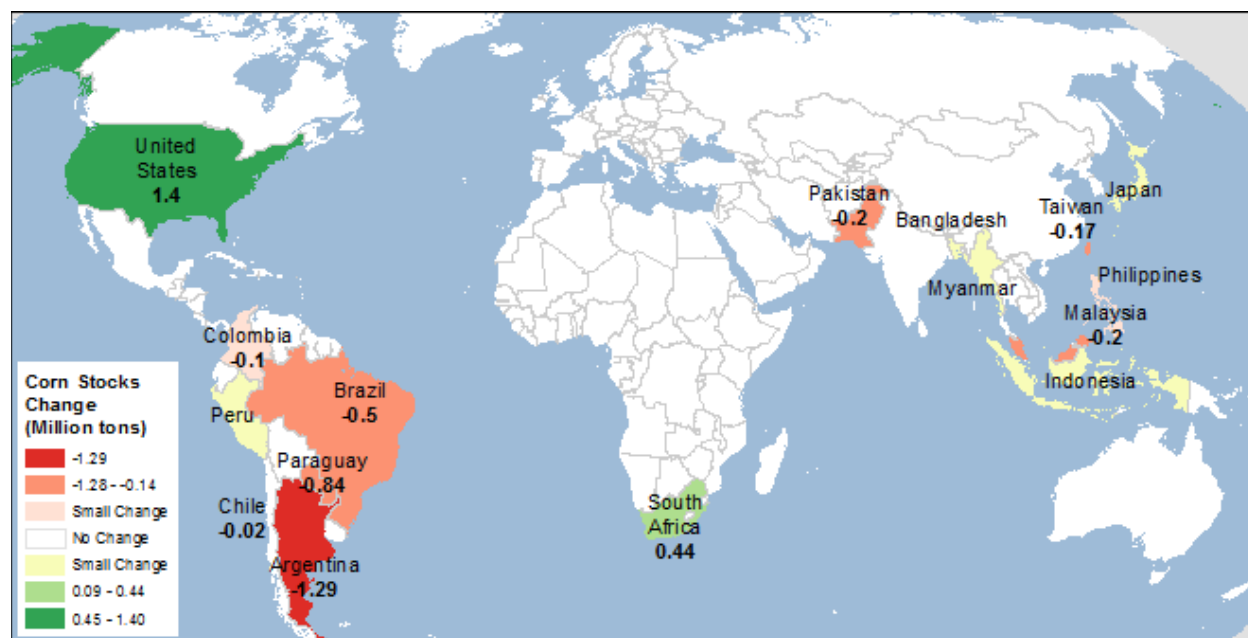 United
States
1.4
Pakistan
-0.2
Japan
Taiwan
-0.17
Bangladesh
Philippines
Myanmar
Malaysia
-0.2
Indonesia
Colombia
-0.1
Brazil
-0.5
Peru
Paraguay
-0.84
Chile
-0.02
Argentina
-1.29
South
Africa
0.44
Corn Stocks
Change
(Million tons)
-1.29
-1.28 - -0.14
Small Change
No Change
Small Change
0.09 - 0.44
0.45 - 1.40